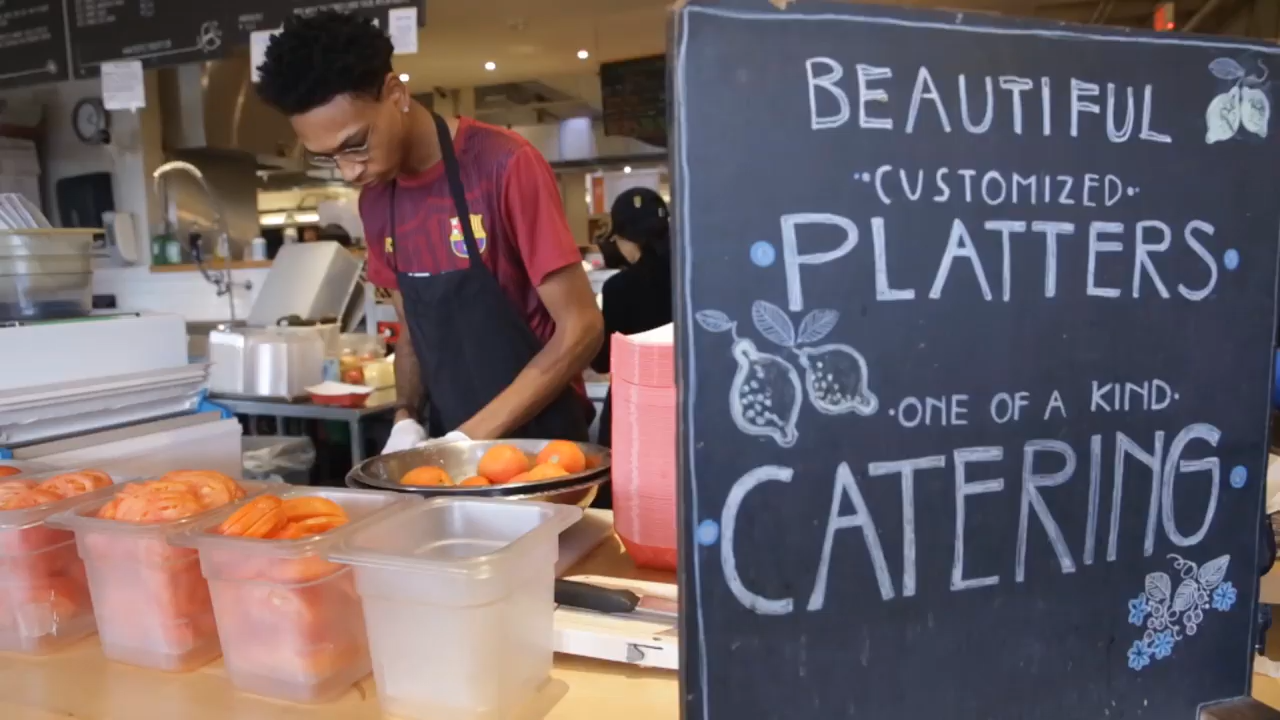 BEAUTIFUL
CUSTOMIZED
PLATTERS
·ONE OF A KIND·
CATERING